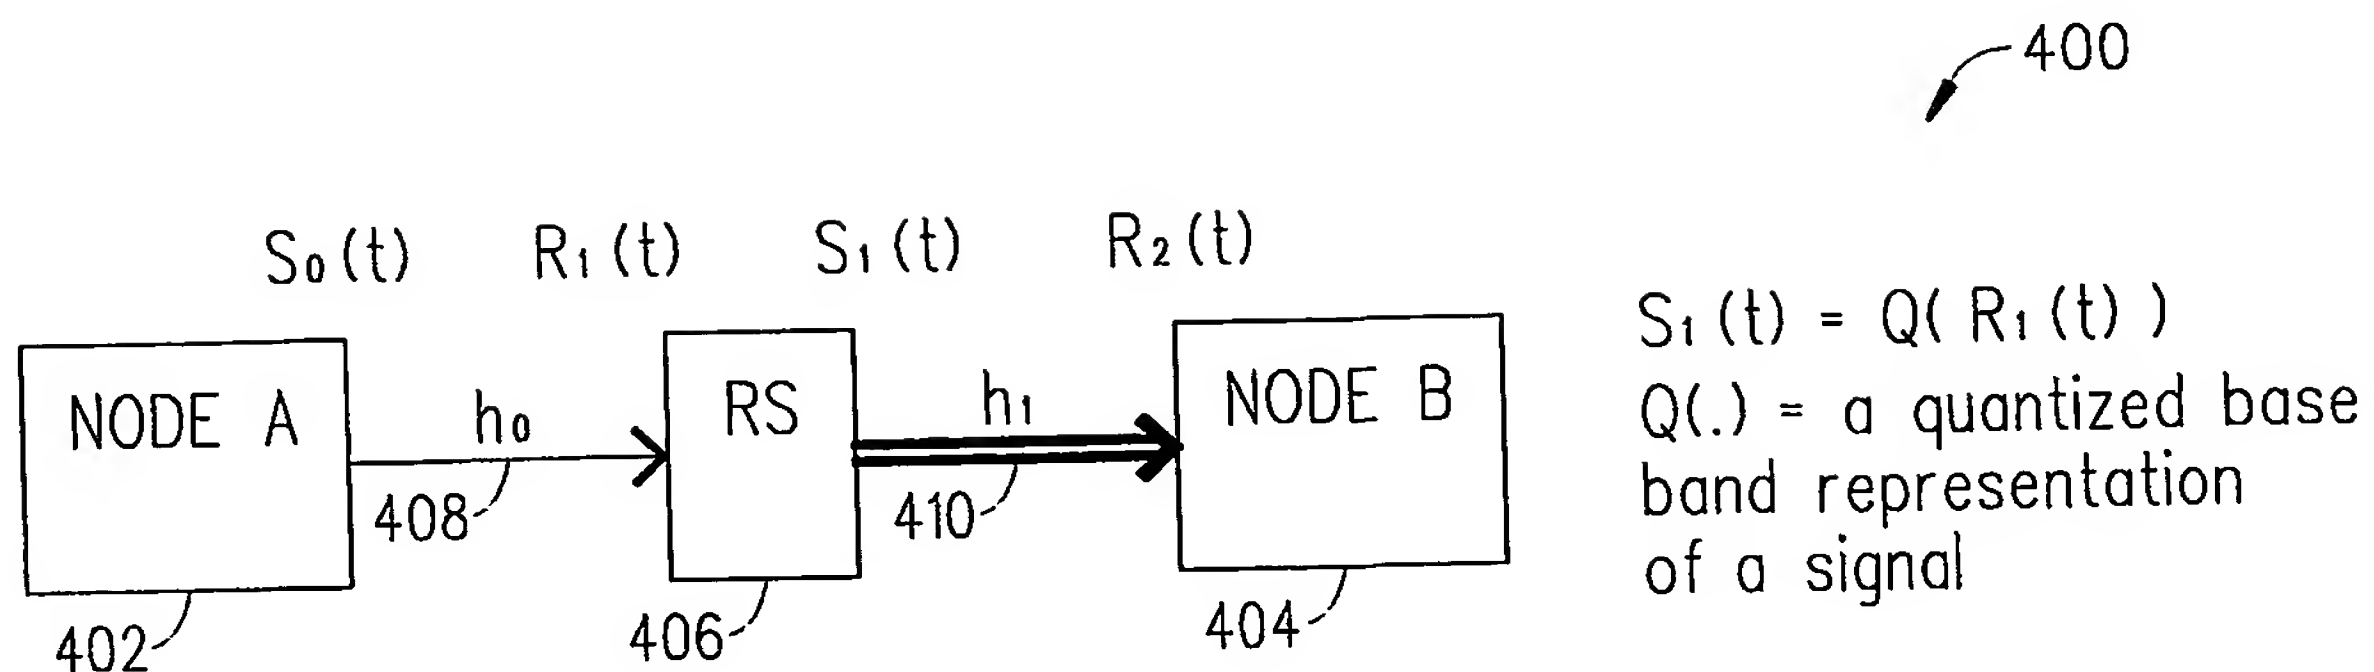 400
S₀(t) R₁(t) S₁(t) R₂(t)
S₁(t) = Q( R₁(t) )
NODE A h₀ RS h₁ NODE B
Q(.) = a quantized base
band representation
of a signal
408 410
402 406 404